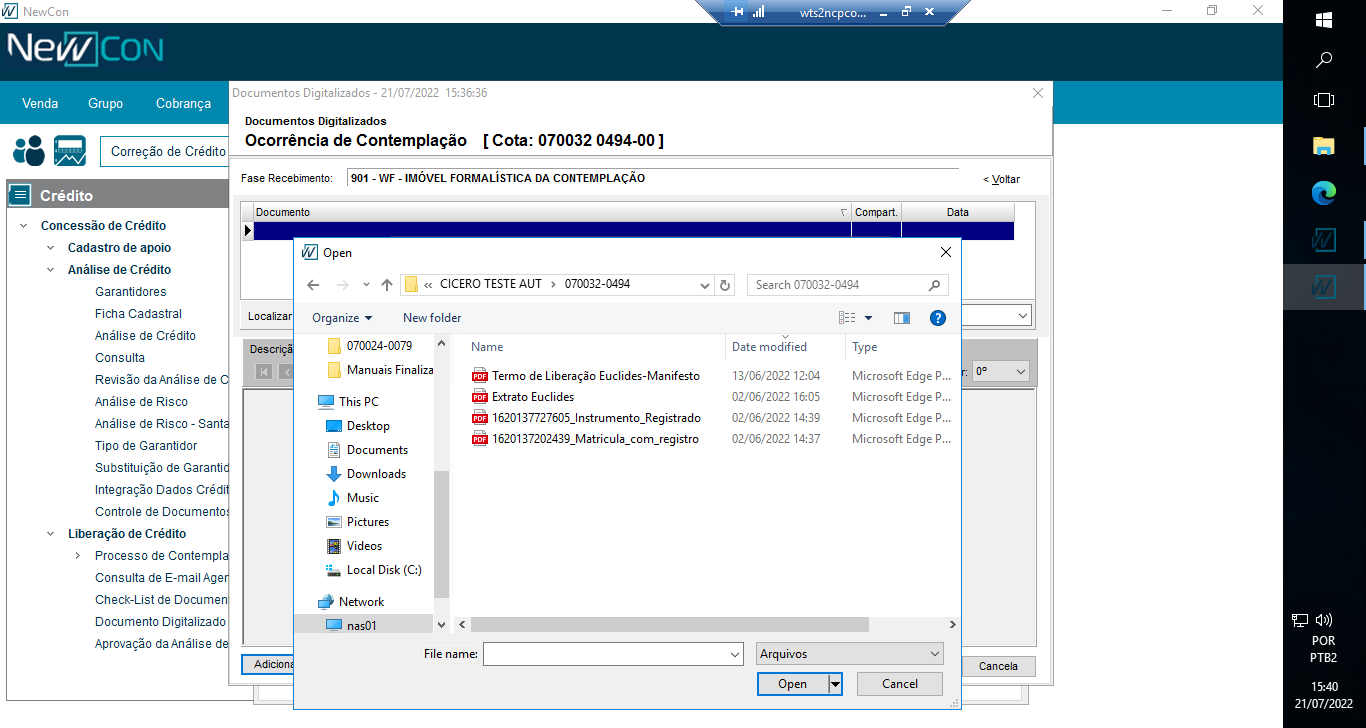 NewCon
wts2ncpco...
NewCon
Venda
Grupo
Cobrança
Correção de Crédito
Crédito
Concessão de Crédito
Cadastro de apoio
Análise de Crédito
Garantidores
Ficha Cadastral
Análise de Crédito
Consulta
Revisão da Análise de C
Análise de Risco
Análise de Risco - Santa
Tipo de Garantidor
Substituição de Garantid
Integração Dados Crédit
Controle de Documentos
Liberação de Crédito
Processo de Contempla
Consulta de E-mail Ager
Check-List de Documen
Documento Digitalizado
Aprovação da Análise de
Documentos Digitalizados - 21/07/2022 15:36:36
Documentos Digitalizados
Ocorrência de Contemplação [ Cota: 070032 0494-00 ]
Fase Recebimento: 901 - WF - IMÓVEL FORMALÍSTICA DA CONTEMPLAÇÃO
< Voltar
Documento Compart. Data
Localizar
Descriçã
r: 0º
Adiciona
Cancela
Open
« CICERO TESTE AUT › 070032-0494
Search 070032-0494
Organize
New folder
070024-0079
Manuais Finaliza
This PC
Desktop
Documents
Downloads
Music
Pictures
Videos
Local Disk (C:)
Network
nas01
Name Date modified Type
Termo de Liberação Euclides-Manifesto 13/06/2022 12:04 Microsoft Edge P...
Extrato Euclides 02/06/2022 16:05 Microsoft Edge P...
1620137727605_Instrumento_Registrado 02/06/2022 14:39 Microsoft Edge P...
1620137202439_Matricula_com_registro 02/06/2022 14:37 Microsoft Edge P...
File name:
Arquivos
Open
Cancel
POR
PTB2
15:40
21/07/2022